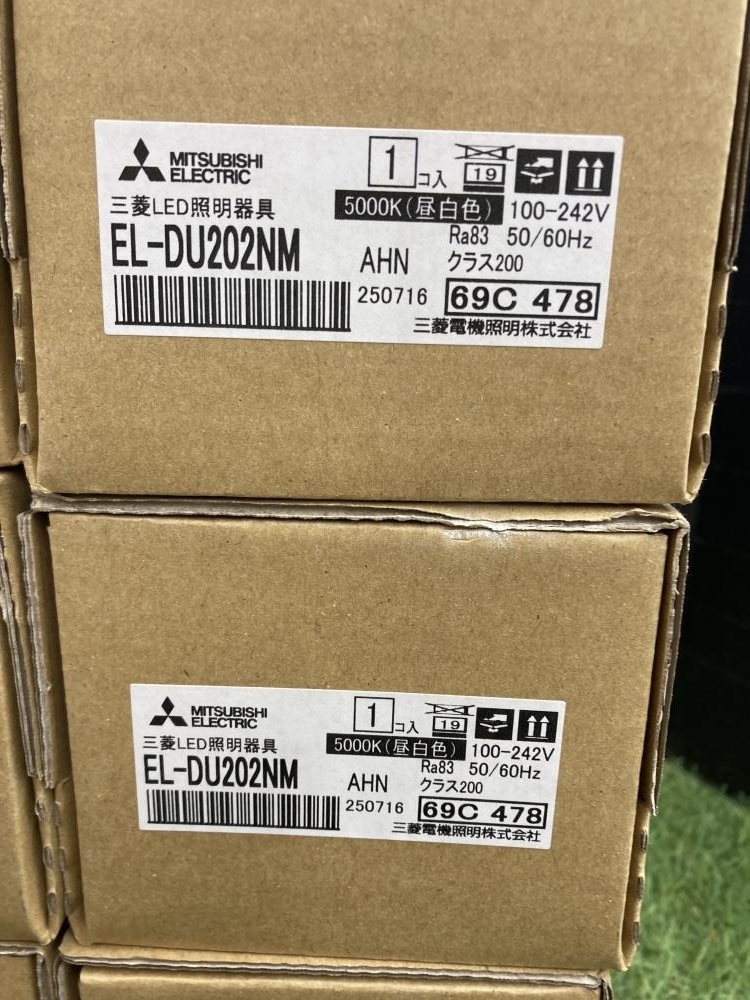 MITSUBISHI
ELECTRIC
1コ入
19
三菱LED照明器具
5000K(昼白色) 100-242V
EL-DU202NM
AHN
Ra83 50/60Hz
クラス200
250716
69C 478
三菱電機照明株式会社
MITSUBISHI
ELECTRIC
1コ入
19
三菱LED照明器具
5000K(昼白色) 100-242V
EL-DU202NM
AHN
Ra83 50/60Hz
クラス200
250716
69C 478
三菱電機照明株式会社